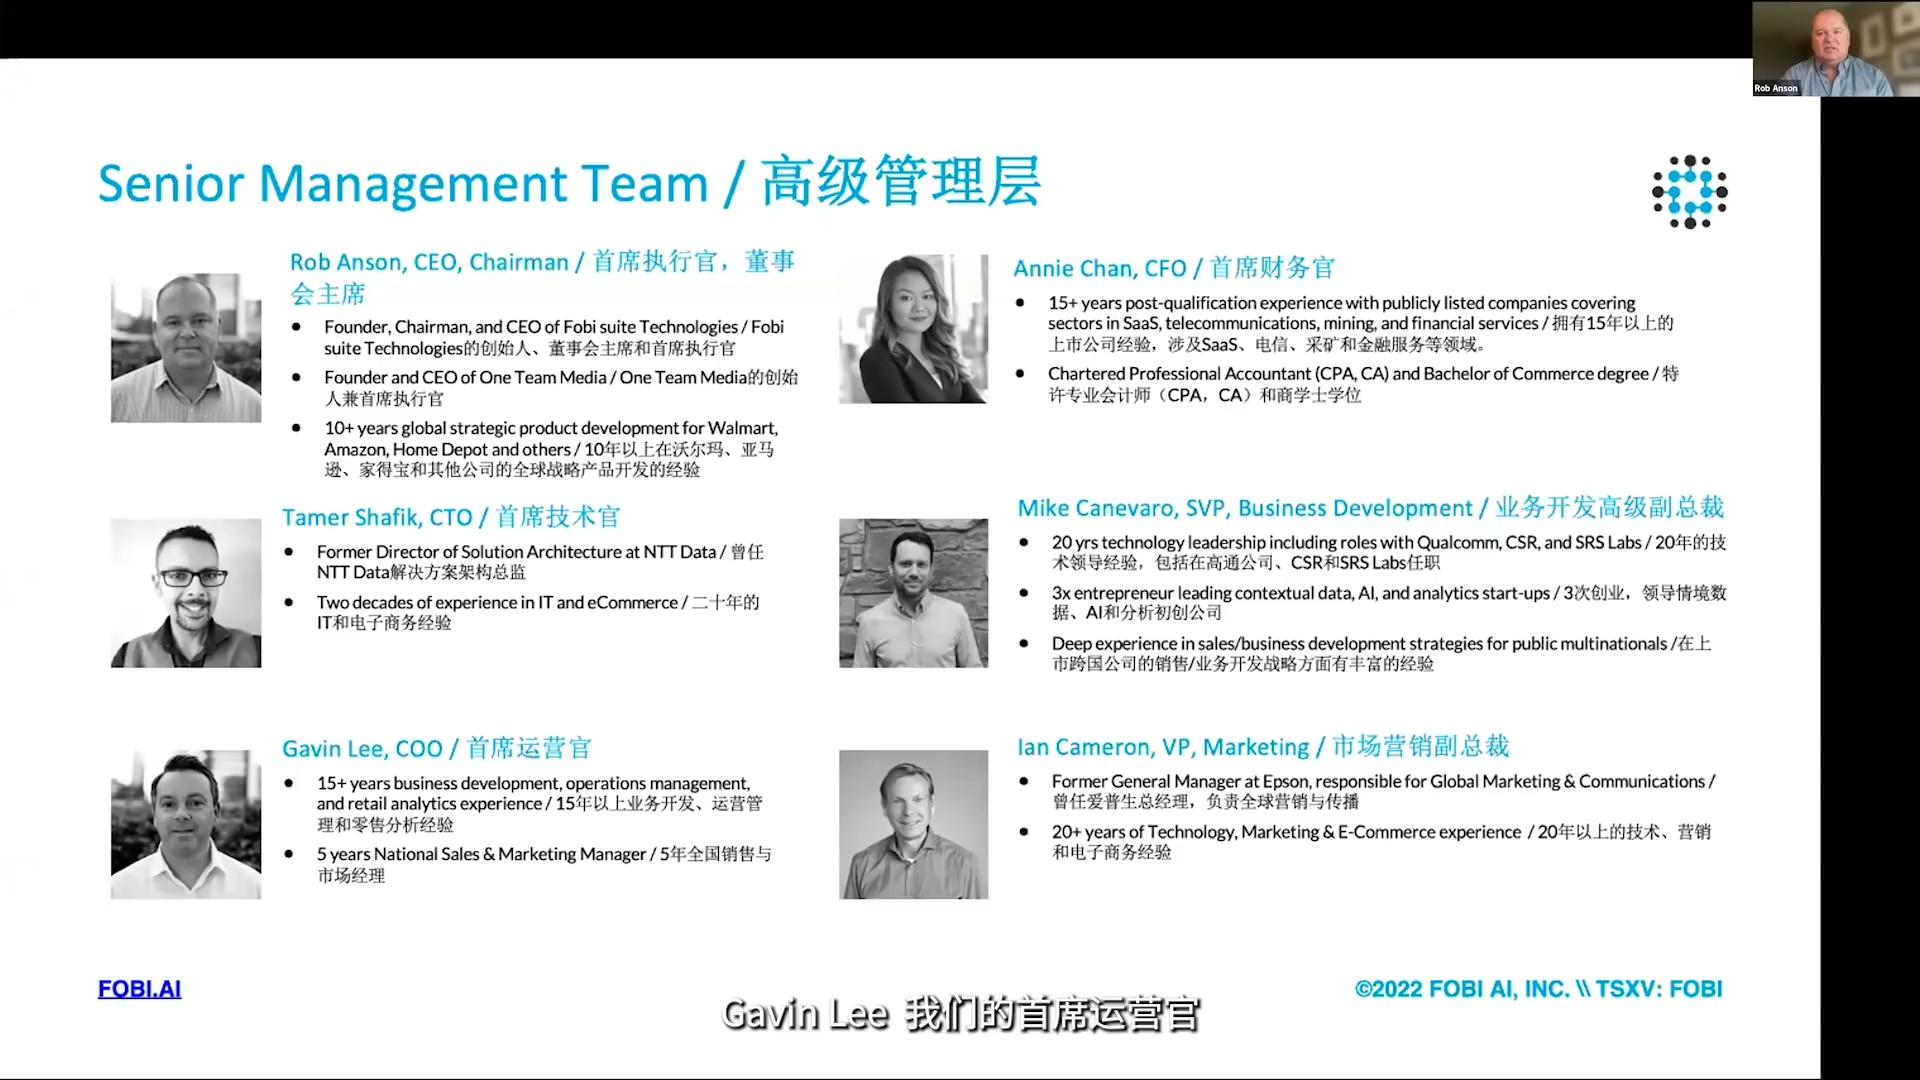 Rob Anson
Senior Management Team / 高级管理层
Rob Anson, CEO, Chairman / 首席执行官，董事
会主席
● Founder, Chairman, and CEO of Fobi suite Technologies / Fobi
suite Technologies的创始人、董事会主席和首席执行官
● Founder and CEO of One Team Media / One Team Media的创始
人兼首席执行官
● 10+ years global strategic product development for Walmart,
Amazon, Home Depot and others / 10年以上在沃尔玛、亚马
逊、家得宝和其他公司的全球战略产品开发的经验
Annie Chan, CFO / 首席财务官
● 15+ years post-qualification experience with publicly listed companies covering
sectors in SaaS, telecommunications, mining, and financial services / 拥有15年以上的
上市公司经验，涉及SaaS、电信、采矿和金融服务等领域。
● Chartered Professional Accountant (CPA, CA) and Bachelor of Commerce degree / 特
许专业会计师（CPA，CA）和商学士学位
Tamer Shafik, CTO / 首席技术官
● Former Director of Solution Architecture at NTT Data / 曾任
NTT Data解决方案架构总监
● Two decades of experience in IT and eCommerce / 二十年的
IT和电子商务经验
Mike Canevaro, SVP, Business Development / 业务开发高级副总裁
● 20 yrs technology leadership including roles with Qualcomm, CSR, and SRS Labs / 20年的技
术领导经验，包括在高通公司、CSR和SRS Labs任职
● 3x entrepreneur leading contextual data, AI, and analytics start-ups / 3次创业，领导情境数
据、AI和分析初创公司
● Deep experience in sales/business development strategies for public multinationals /在上
市跨国公司的销售/业务开发战略方面有丰富的经验
Gavin Lee, COO / 首席运营官
● 15+ years business development, operations management,
and retail analytics experience / 15年以上业务开发、运营管
理和零售分析经验
● 5 years National Sales & Marketing Manager / 5年全国销售与
市场经理
Ian Cameron, VP, Marketing / 市场营销副总裁
● Former General Manager at Epson, responsible for Global Marketing & Communications /
曾任爱普生总经理，负责全球营销与传播
● 20+ years of Technology, Marketing & E-Commerce experience / 20年以上的技术、营销
和电子商务经验
FOBI.AI
©2022 FOBI AI, INC. \\ TSXV: FOBI
Gavin Lee 我们的首席运营官